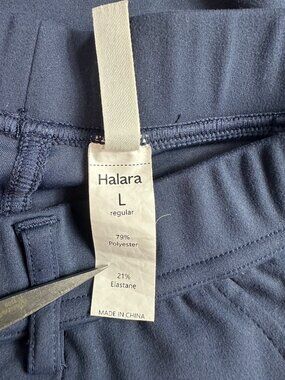 Halara
L
regular
79%
Polyester
21%
Elastane
MADE IN CHINA